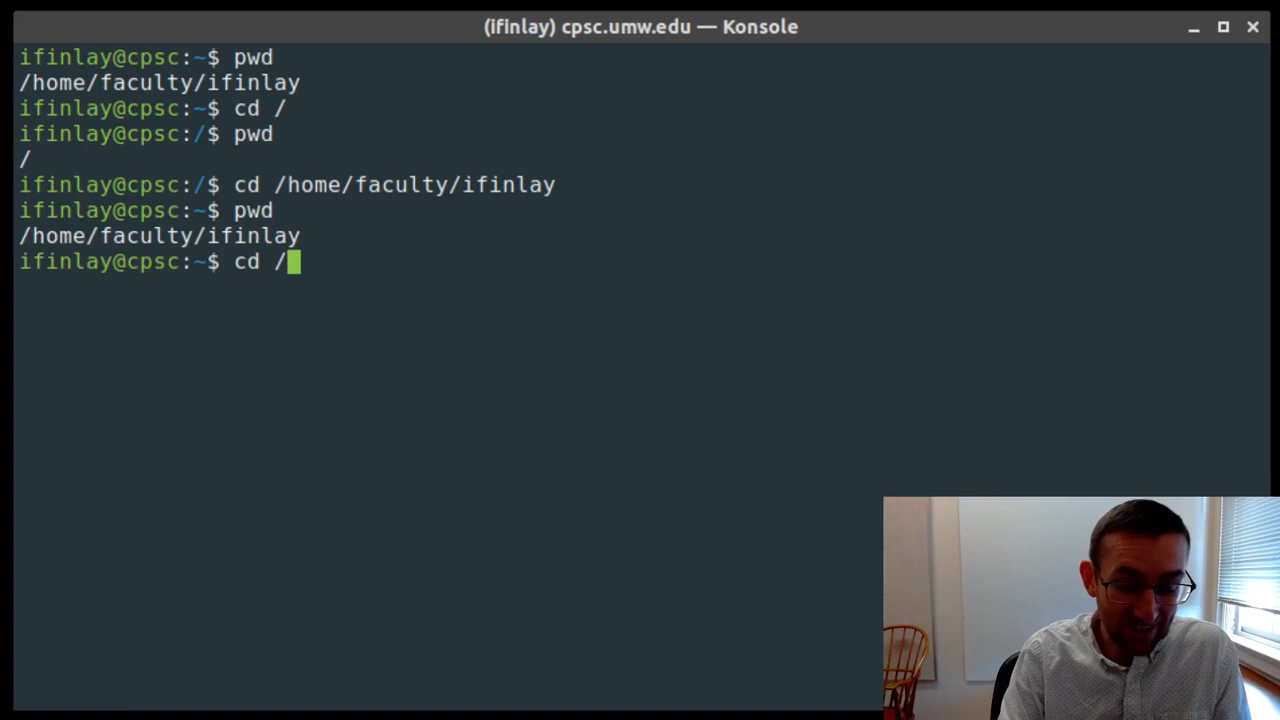 (ifinlay) cpsc.umw.edu — Konsole
ifinlay@cpsc:~$ pwd
/home/faculty/ifinlay
ifinlay@cpsc:~$ cd /
ifinlay@cpsc:/$ pwd
/
ifinlay@cpsc:/$ cd /home/faculty/ifinlay
ifinlay@cpsc:~$ pwd
/home/faculty/ifinlay
ifinlay@cpsc:~$ cd /